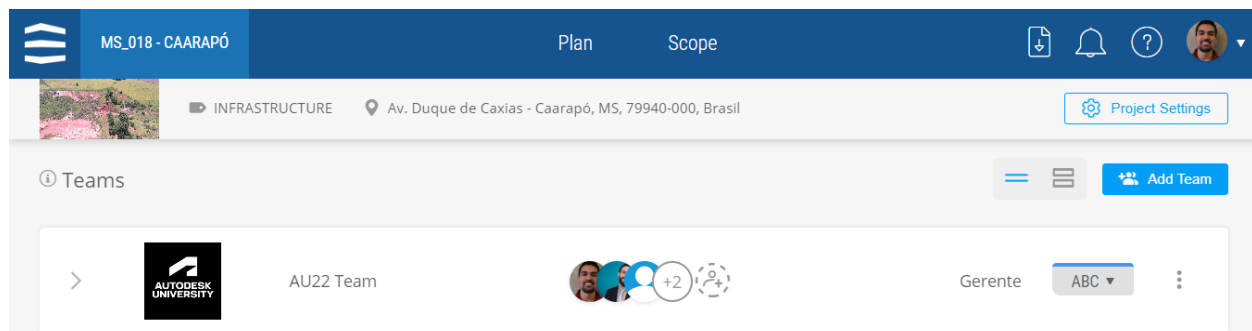 MS_018 - CAARAPÓ Plan Scope ?
INFRASTRUCTURE Av. Duque de Caxias - Caarapó, MS, 79940-000, Brasil Project Settings
i Teams Add Team
AUTODESK
UNIVERSITY
AU22 Team +2 Gerente ABC